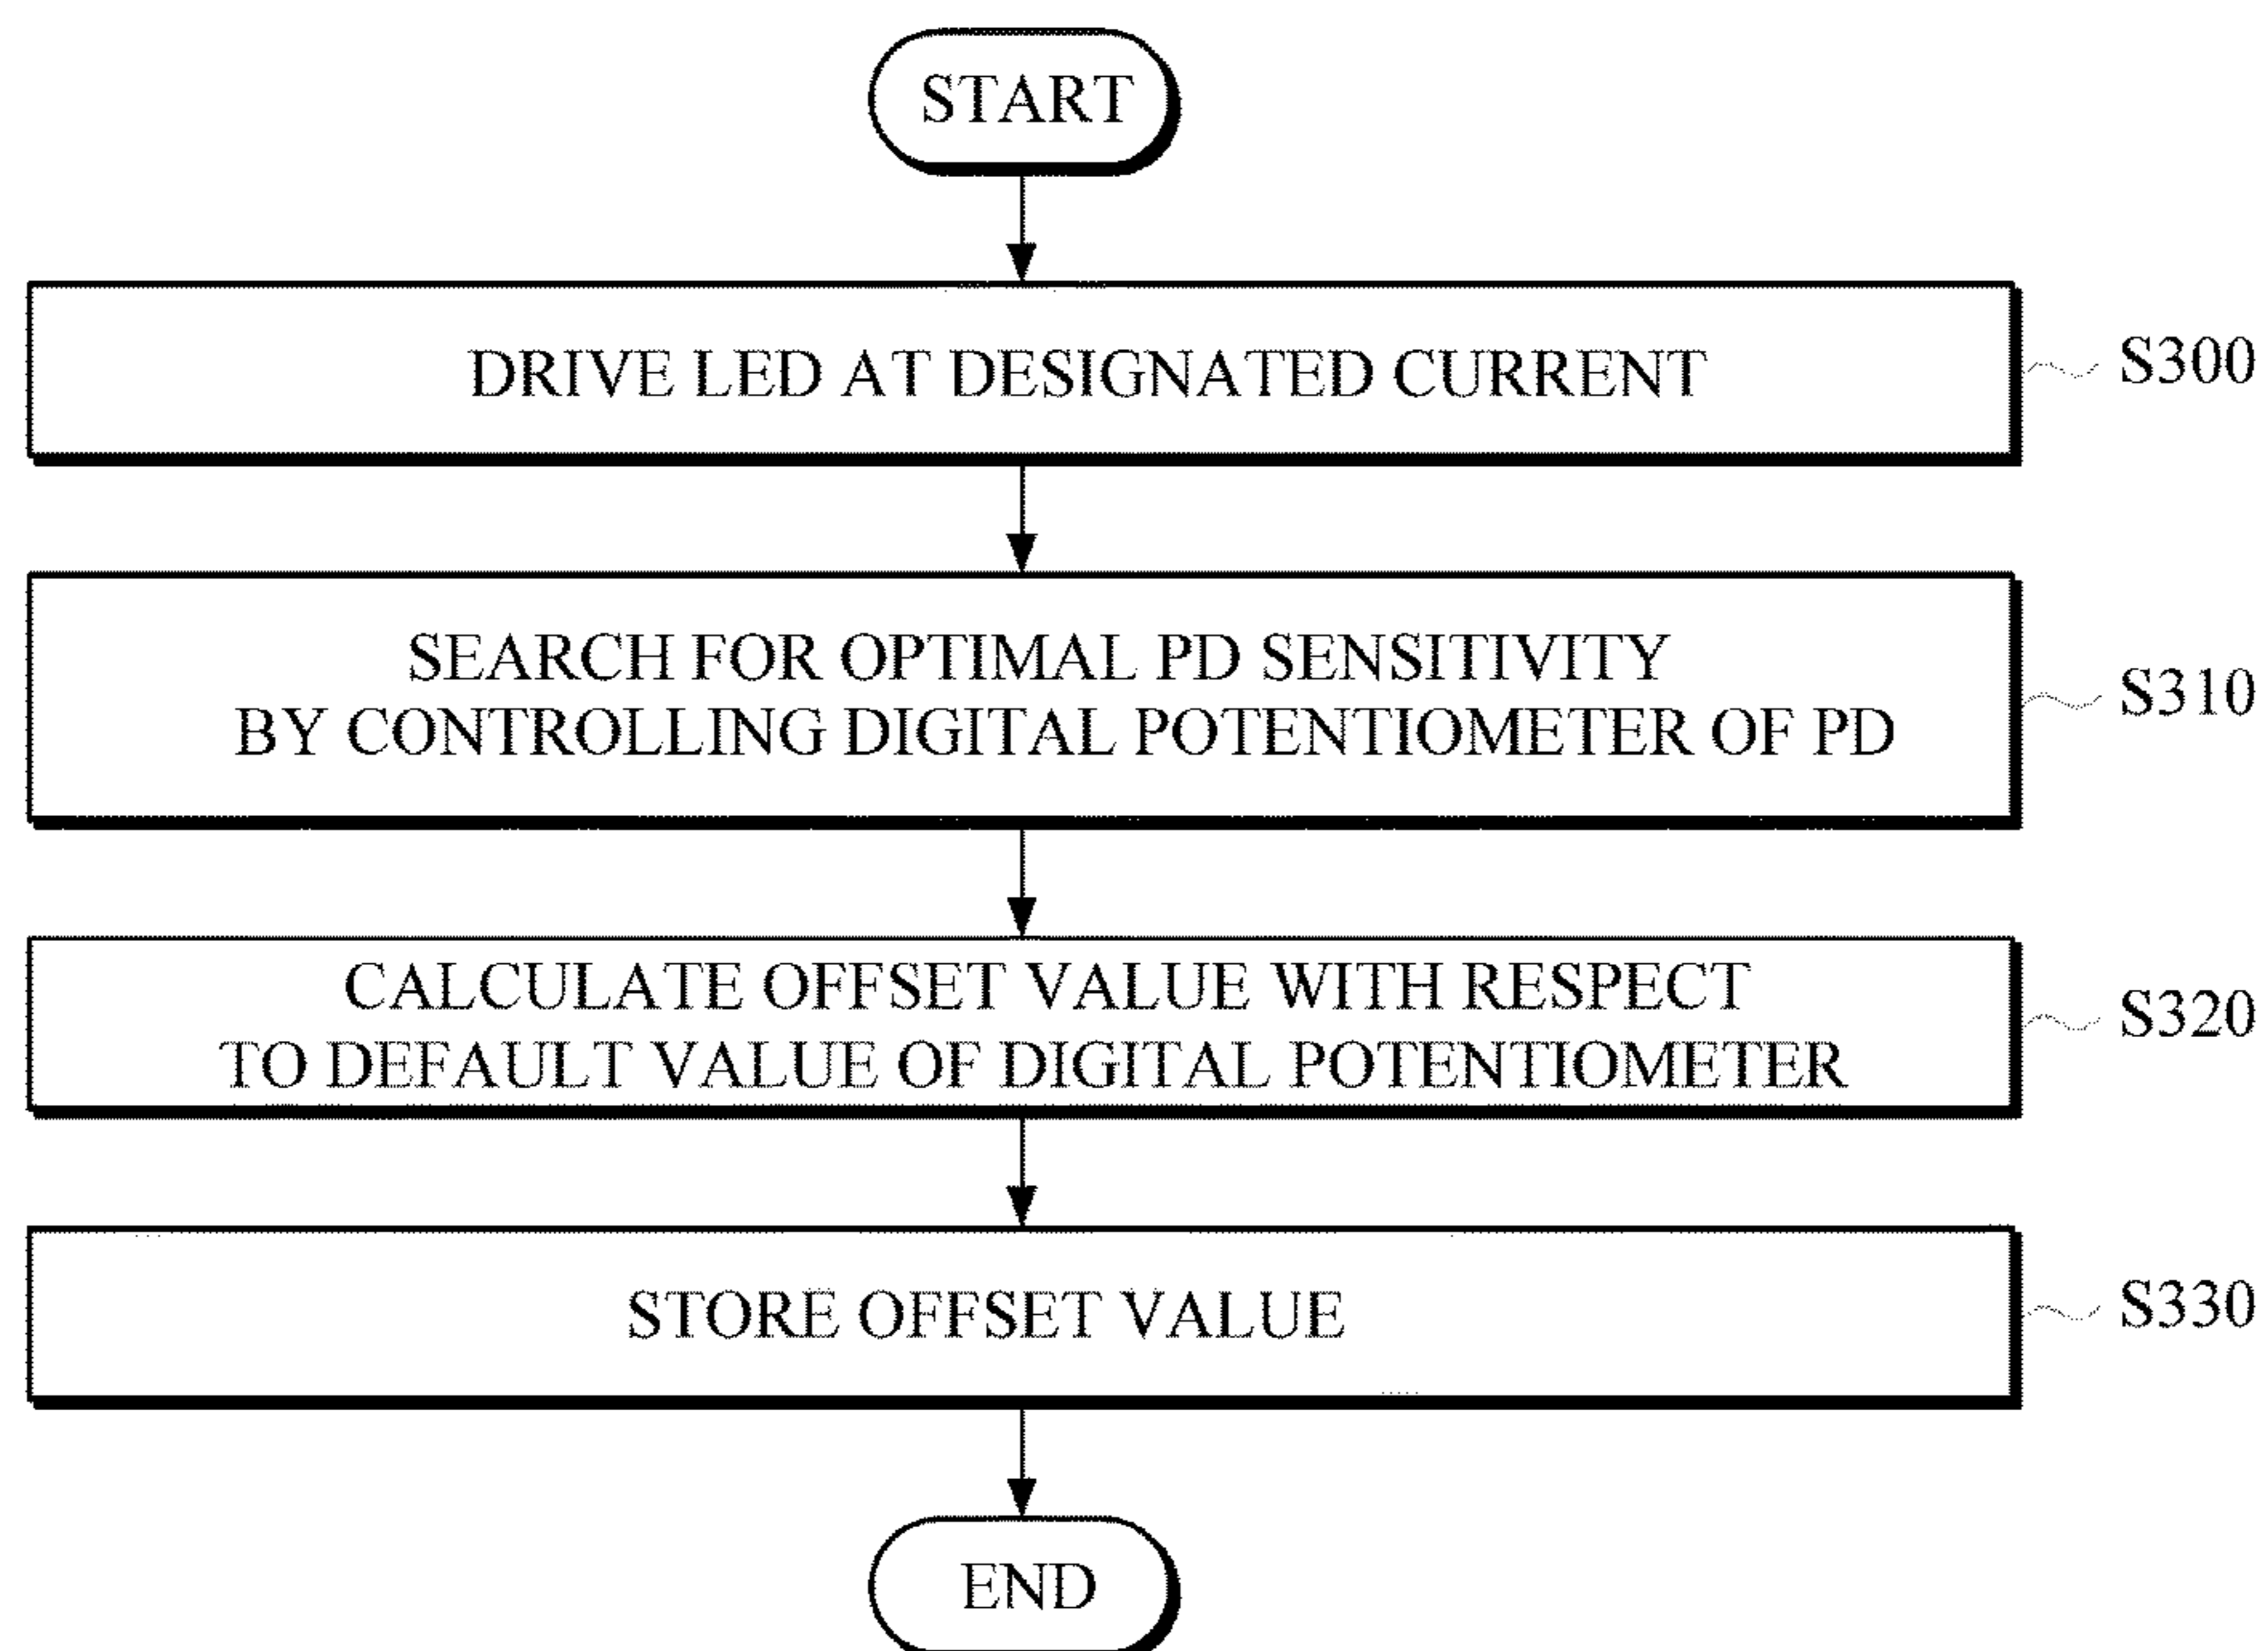 START
DRIVE LED AT DESIGNATED CURRENT
S300
SEARCH FOR OPTIMAL PD SENSITIVITY
BY CONTROLLING DIGITAL POTENTIOMETER OF PD
S310
CALCULATE OFFSET VALUE WITH RESPECT
TO DEFAULT VALUE OF DIGITAL POTENTIOMETER
S320
STORE OFFSET VALUE
S330
END